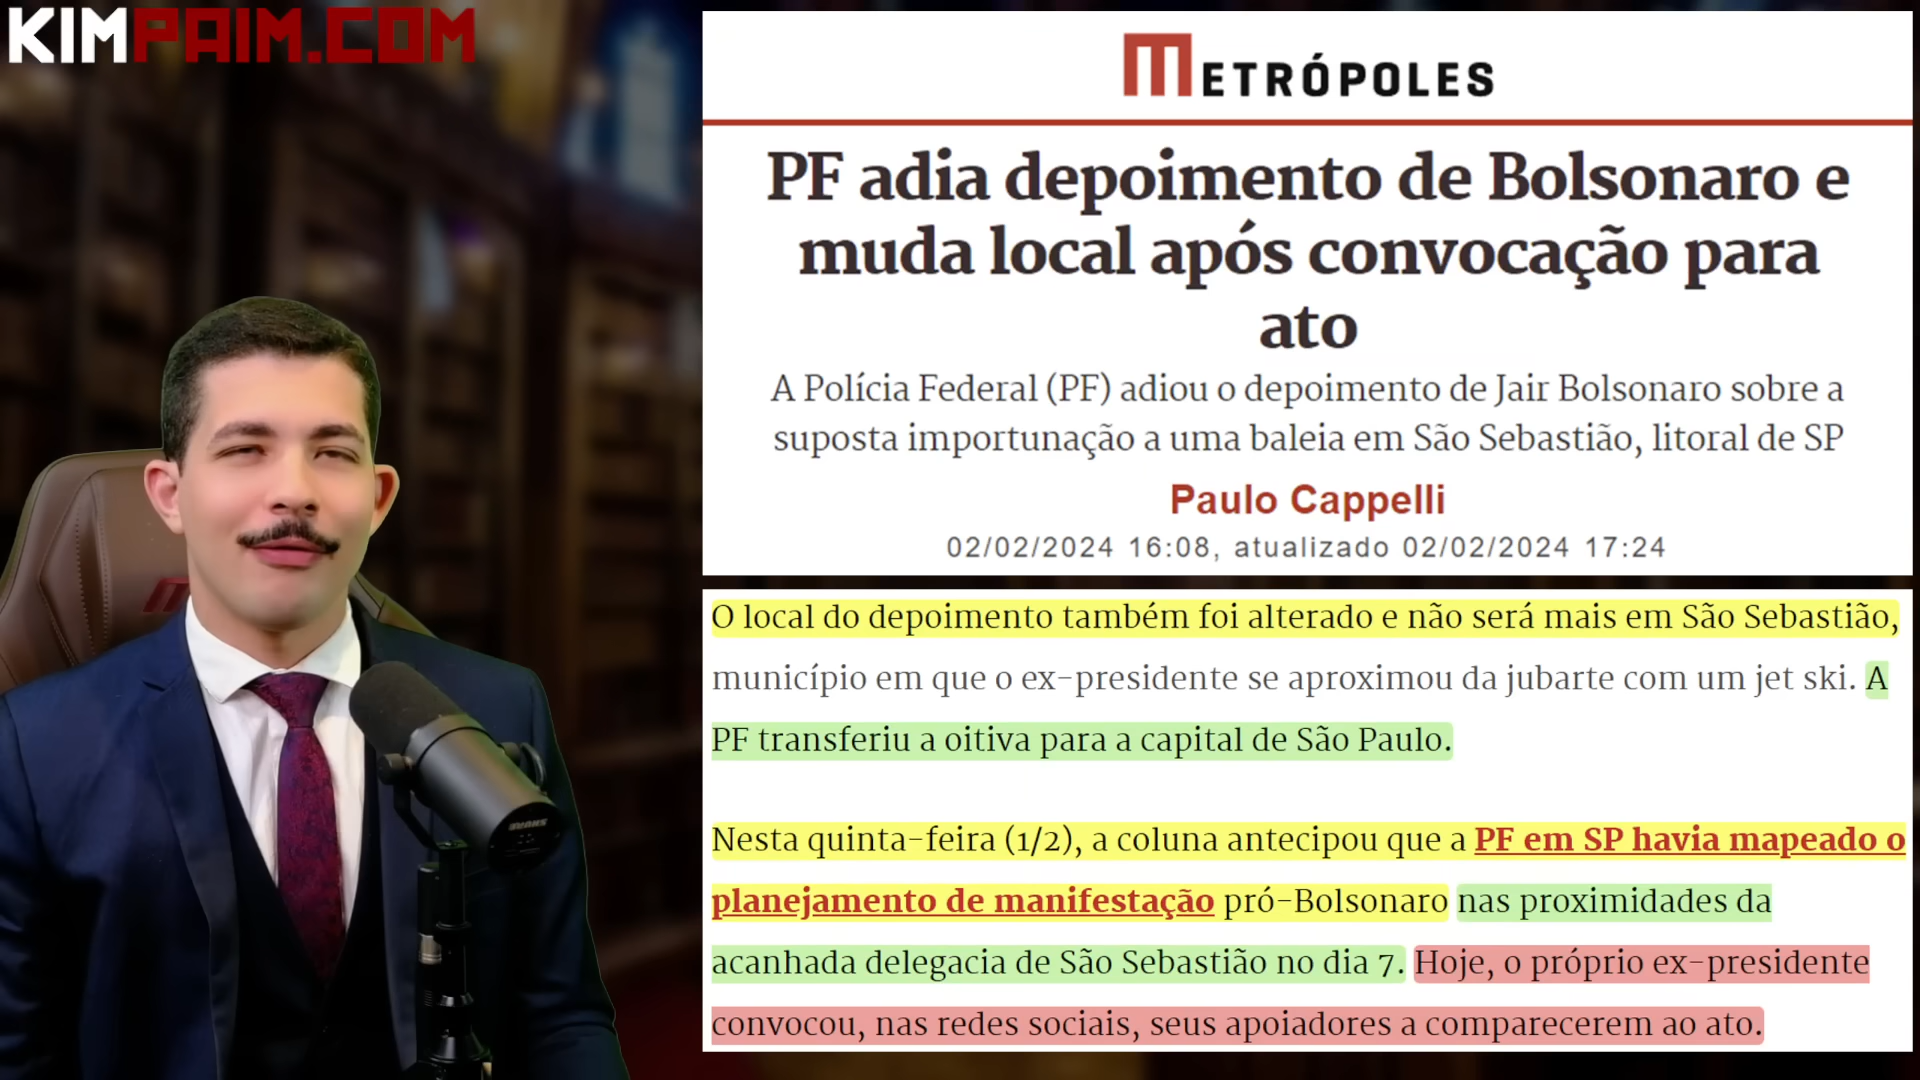 KIMPAIM.COM
METRÓPOLES
PF adia depoimento de Bolsonaro e
muda local após convocação para
ato
A Polícia Federal (PF) adiou o depoimento de Jair Bolsonaro sobre a
suposta importunação a uma baleia em São Sebastião, litoral de SP
Paulo Cappelli
02/02/2024 16:08, atualizado 02/02/2024 17:24
O local do depoimento também foi alterado e não será mais em São Sebastião,
município em que o ex-presidente se aproximou da jubarte com um jet ski. A
PF transferiu a oitiva para a capital de São Paulo.
Nesta quinta-feira (1/2), a coluna antecipou que a PF em SP havia mapeado o
planejamento de manifestação pró-Bolsonaro nas proximidades da
acanhada delegacia de São Sebastião no dia 7. Hoje, o próprio ex-presidente
convocou, nas redes sociais, seus apoiadores a comparecerem ao ato.
SHURE